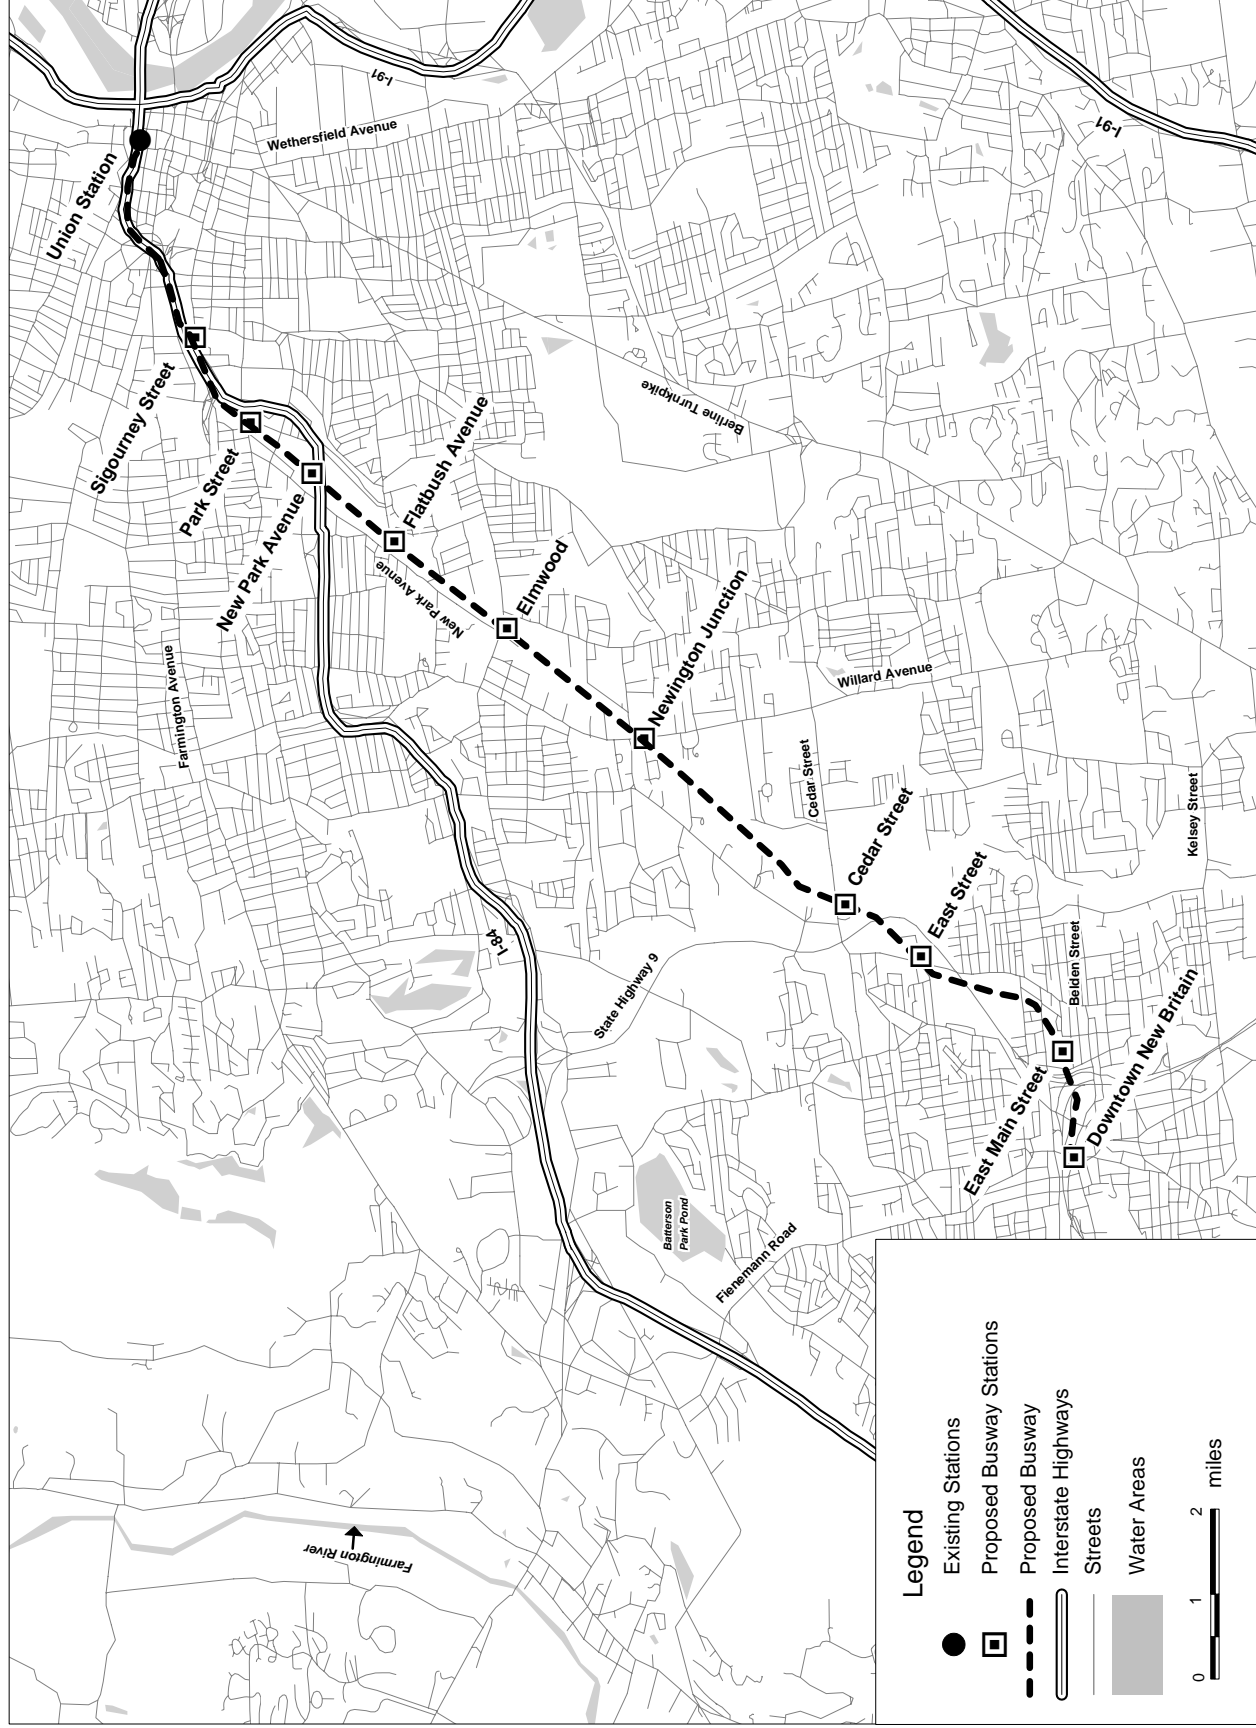 Union Station
Wethersfield Avenue
I-91
I-91
Sigourney Street
Park Street
New Park Avenue
Flatbush Avenue
Berline Turnkpike
New Park Avenue
Elmwood
Farmington Avenue
Newington Junction
Willard Avenue
Cedar Street
Cedar Street
Kelsey Street
East Street
I-84
State Highway 9
Belden Street
Downtown New Britain
East Main Street
Batterson
Park Pond
Fienemann Road
Farmington River
Legend
Existing Stations
Proposed Busway Stations
Proposed Busway
Interstate Highways
Streets
Water Areas
0 1 2
miles